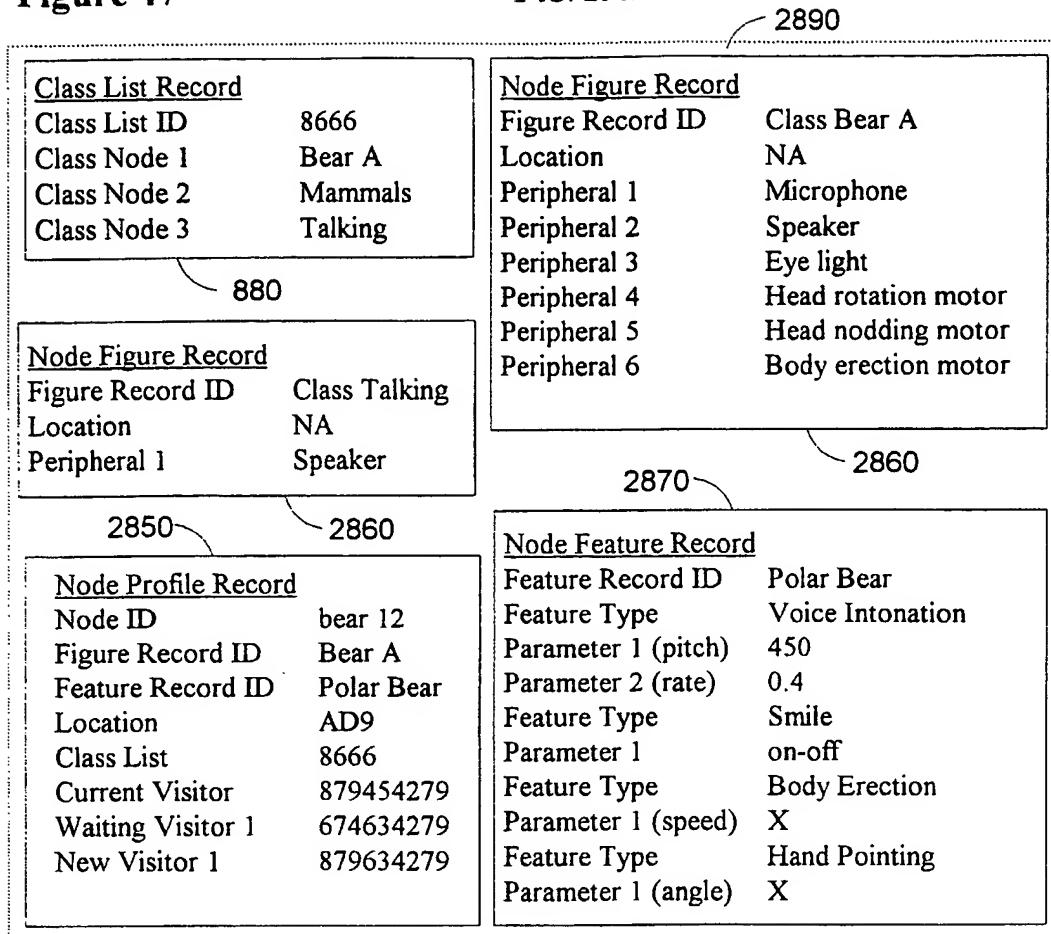 2890
Class List Record
Class List ID 8666
Class Node 1 Bear A
Class Node 2 Mammals
Class Node 3 Talking
880
Node Figure Record
Figure Record ID Class Bear A
Location NA
Peripheral 1 Microphone
Peripheral 2 Speaker
Peripheral 3 Eye light
Peripheral 4 Head rotation motor
Peripheral 5 Head nodding motor
Peripheral 6 Body erection motor
2860
Node Figure Record
Figure Record ID Class Talking
Location NA
Peripheral 1 Speaker
2860
2850
Node Profile Record
Node ID bear 12
Figure Record ID Bear A
Feature Record ID Polar Bear
Location AD9
Class List 8666
Current Visitor 879454279
Waiting Visitor 1 674634279
New Visitor 1 879634279
2870
Node Feature Record
Feature Record ID Polar Bear
Feature Type Voice Intonation
Parameter 1 (pitch) 450
Parameter 2 (rate) 0.4
Feature Type Smile
Parameter 1 on-off
Feature Type Body Erection
Parameter 1 (speed) X
Feature Type Hand Pointing
Parameter 1 (angle) X